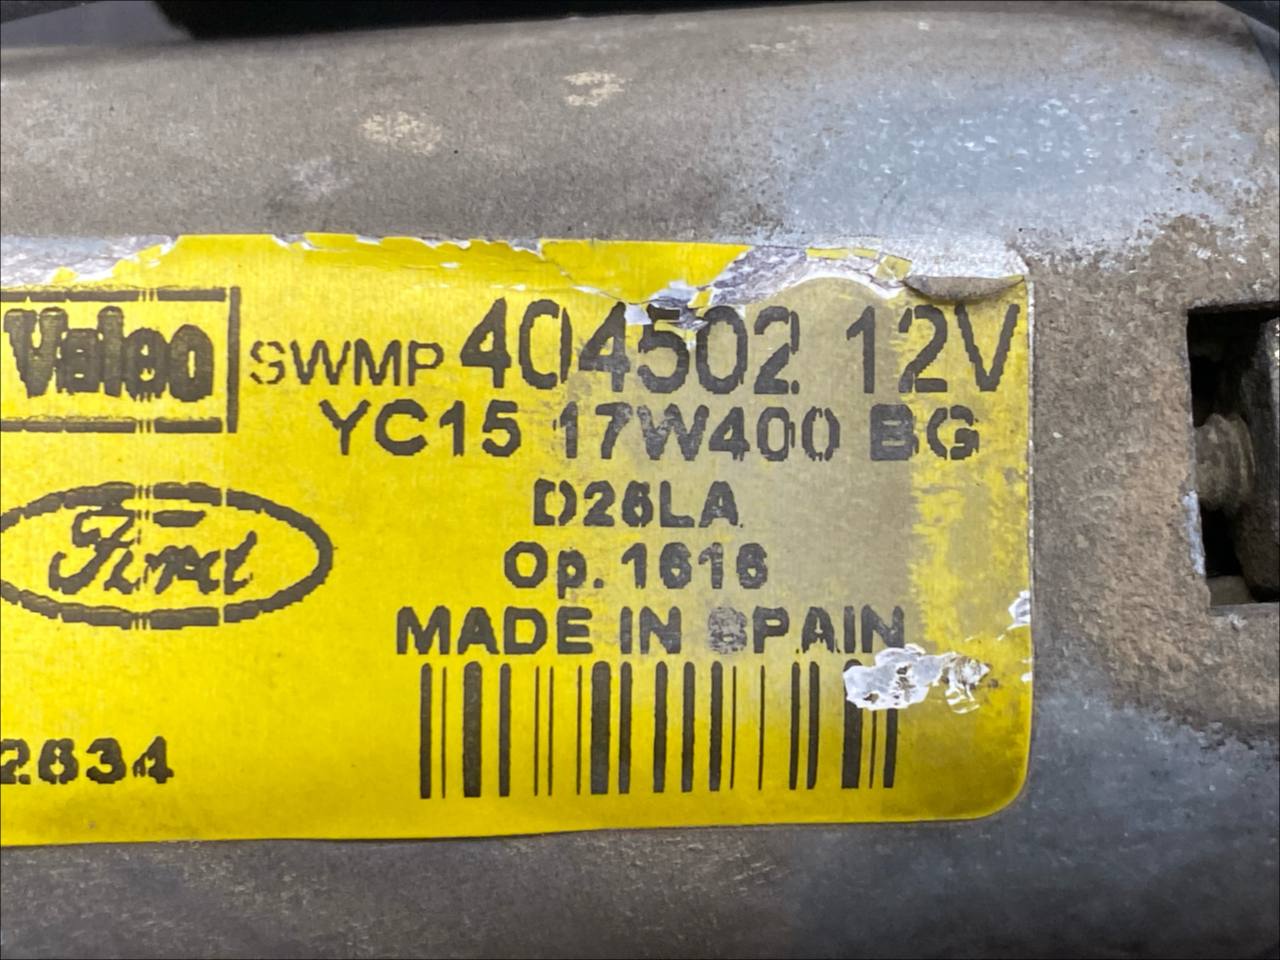 Valeo SWMP 404502 12V
YC15 17W400 BG
Ford
D26LA
Op. 1616
MADE IN SPAIN
2634